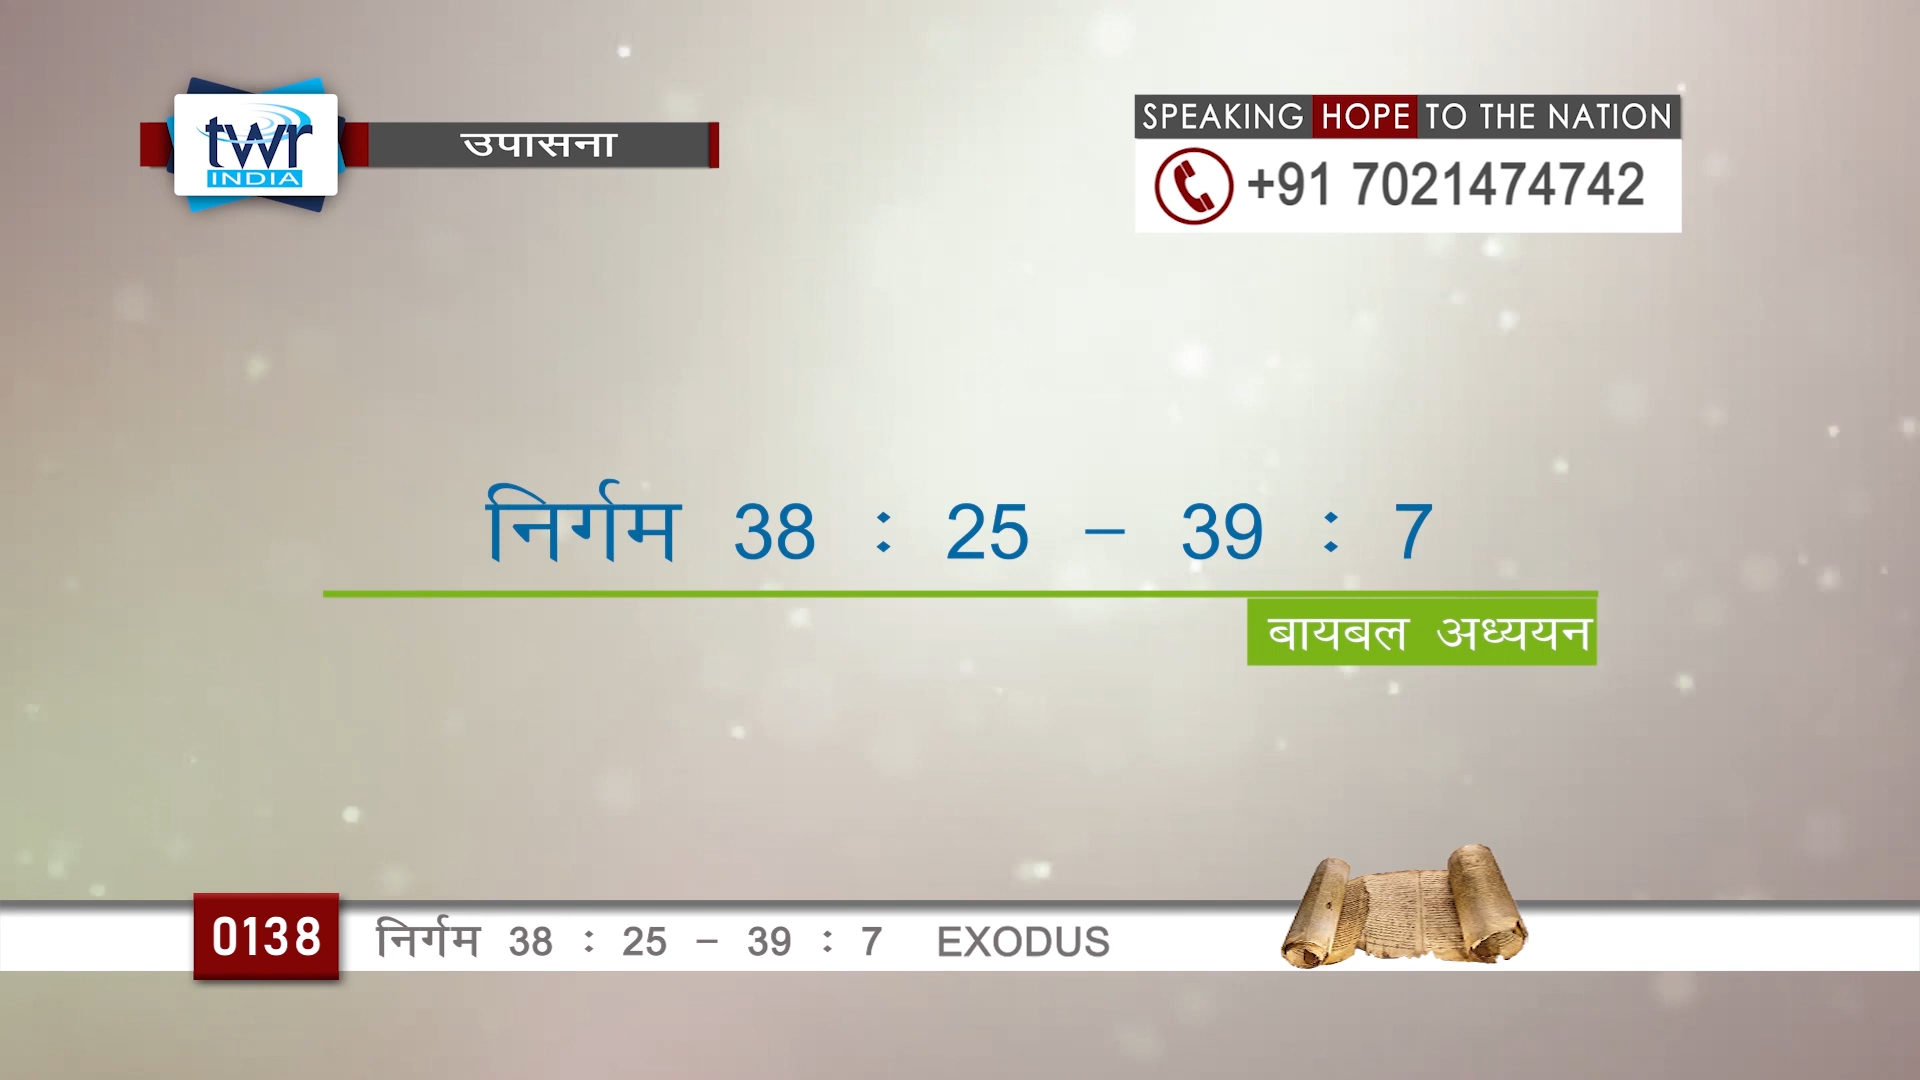 twr
INDIA
उपासना
SPEAKING HOPE TO THE NATION
+91 7021474742
निर्गम 38 : 25 - 39 : 7
बायबल अध्ययन
0138 निर्गम 38 : 25 - 39 : 7 EXODUS